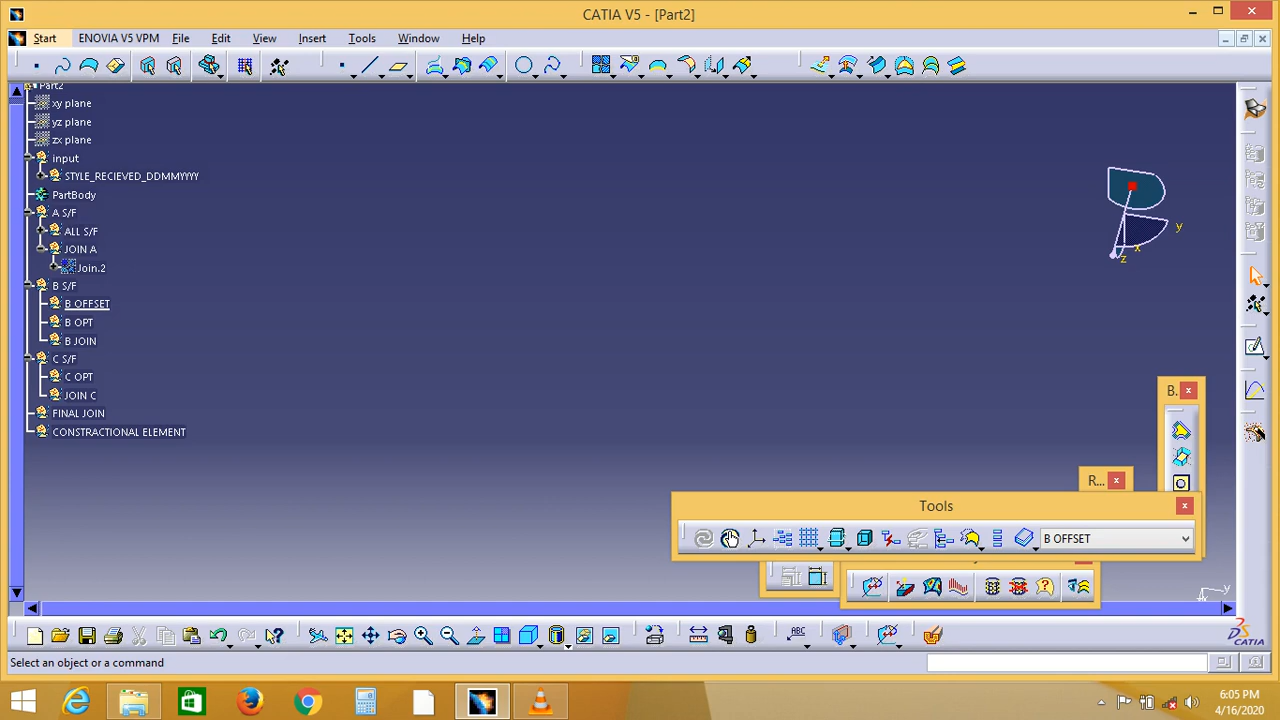 CATIA V5 - [Part2]
Start ENOVIA V5 VPM File Edit View Insert Tools Window Help
Part2
xy plane
yz plane
zx plane
input
STYLE_RECIEVED_DDMMYYYY
PartBody
A S/F
ALL S/F
JOIN A
Join.2
B S/F
B OFFSET
B OPT
B JOIN
C S/F
C OPT
JOIN C
FINAL JOIN
CONSTRACTIONAL ELEMENT
y
x
z
B.
R...
Tools
B OFFSET
y
ABC
CATIA
Select an object or a command
6:05 PM
4/16/2020